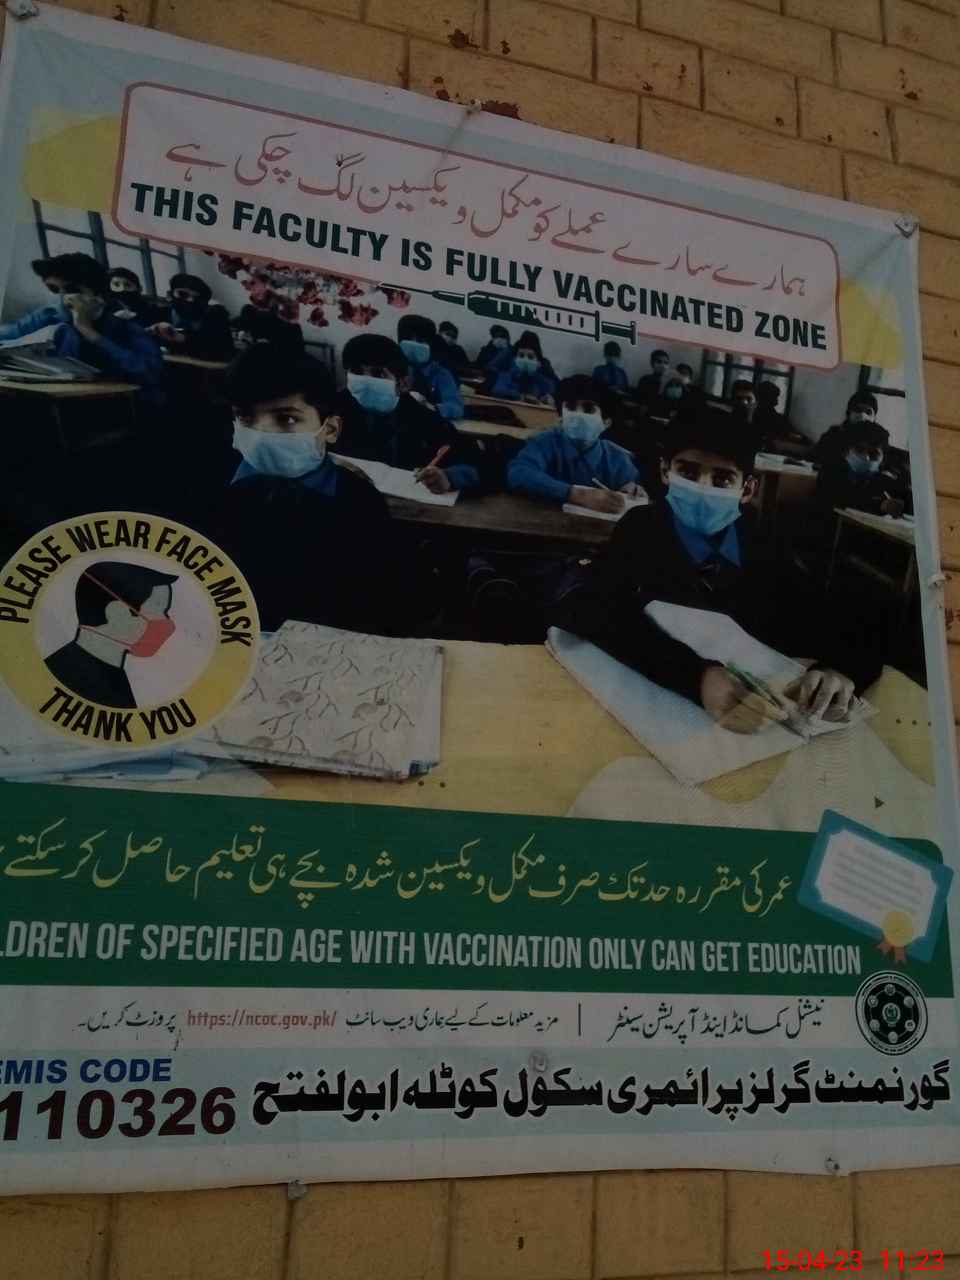 ہمارے سارے عملے کو مکمل ویکسین لگ چکی ہے
THIS FACULTY IS FULLY VACCINATED ZONE
PLEASE WEAR FACE MASK
THANK YOU
عمر کی مقررہ حد تک صرف مکمل ویکسین شدہ بچے ہی تعلیم حاصل کر سکتے
LDREN OF SPECIFIED AGE WITH VACCINATION ONLY CAN GET EDUCATION
نیشنل کمانڈ اینڈ آپریشن سینٹر | مزید معلومات کے لیے ہماری ویب سائٹ https://ncoc.gov.pk/ پر وزٹ کریں۔
EMIS CODE
110326 گورنمنٹ گرلز پرائمری سکول کوٹلہ ابولفتح
15-04-23 11:23